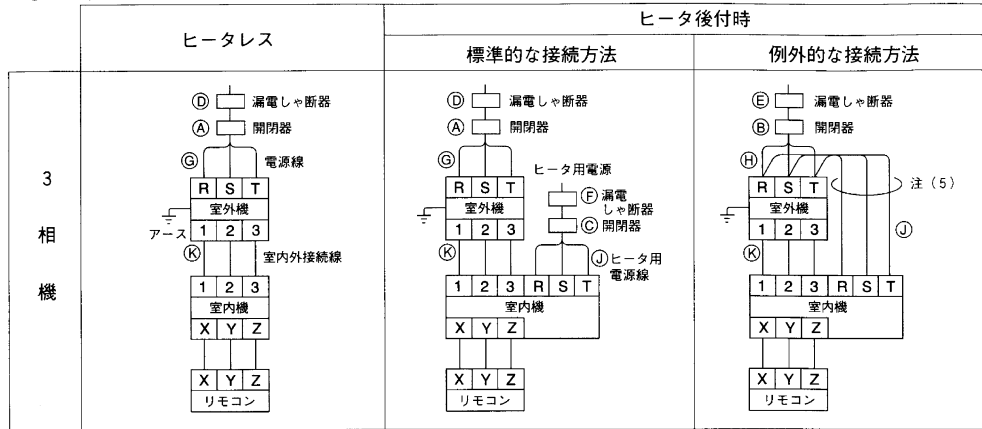 ヒータレス
ヒータ後付時
標準的な接続方法
例外的な接続方法
3相機
Ⓓ 漏電しゃ断器
Ⓐ 開閉器
Ⓖ 電源線
R S T
室外機
アース 1 2 3
Ⓚ 室内外接続線
1 2 3
室内機
X Y Z
X Y Z
リモコン
Ⓓ 漏電しゃ断器
Ⓐ 開閉器
Ⓖ
ヒータ用電源
R S T
Ⓕ 漏電
しゃ断器
室外機
Ⓒ 開閉器
1 2 3
Ⓚ
Ⓙ ヒータ用
電源線
1 2 3 R S T
室内機
X Y Z
X Y Z
リモコン
Ⓔ 漏電しゃ断器
Ⓑ 開閉器
Ⓗ
R S T
注(5)
室外機
1 2 3
Ⓙ
Ⓚ
1 2 3 R S T
室内機
X Y Z
X Y Z
リモコン